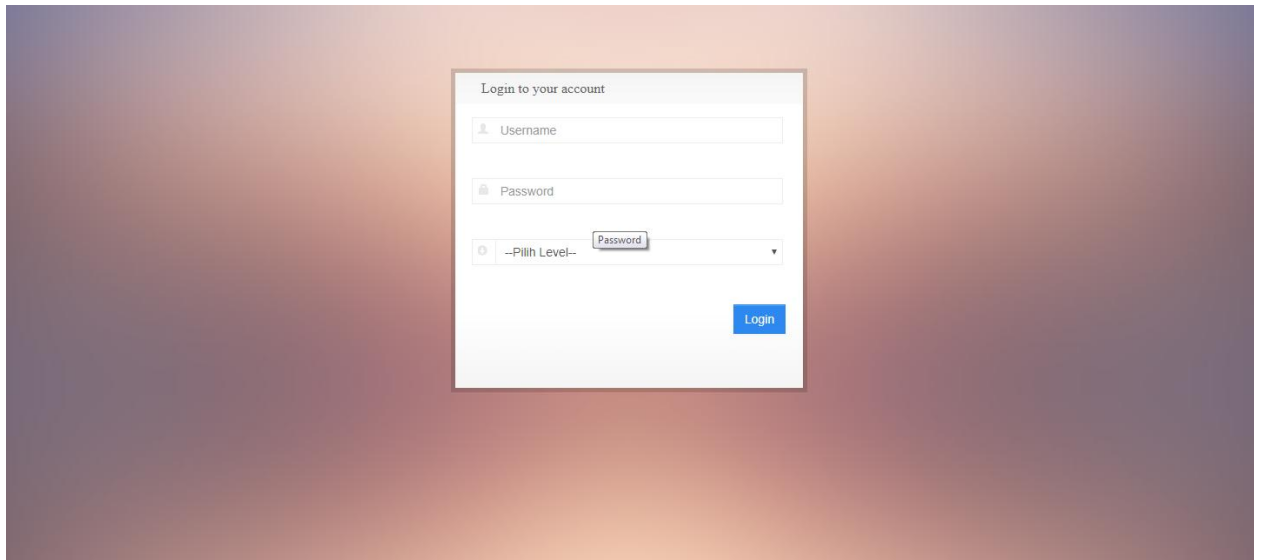 Login to your account
Username
Password
Password
--Pilih Level--
Login